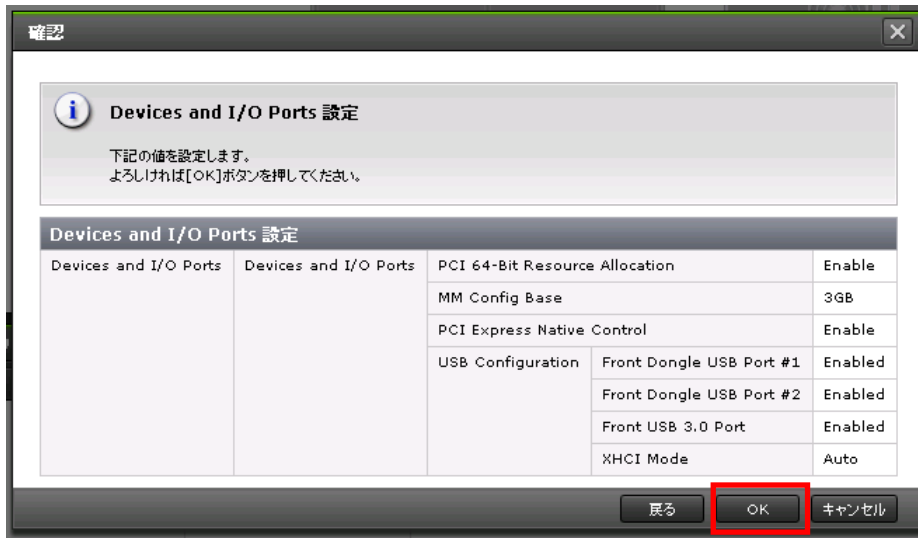 確認
Devices and I/O Ports 設定
下記の値を設定します。
よろしければ[OK]ボタンを押してください。
Devices and I/O Ports 設定
Devices and I/O Ports Devices and I/O Ports PCI 64-Bit Resource Allocation Enable
MM Config Base 3GB
PCI Express Native Control Enable
USB Configuration Front Dongle USB Port #1 Enabled
Front Dongle USB Port #2 Enabled
Front USB 3.0 Port Enabled
XHCI Mode Auto
戻る OK キャンセル